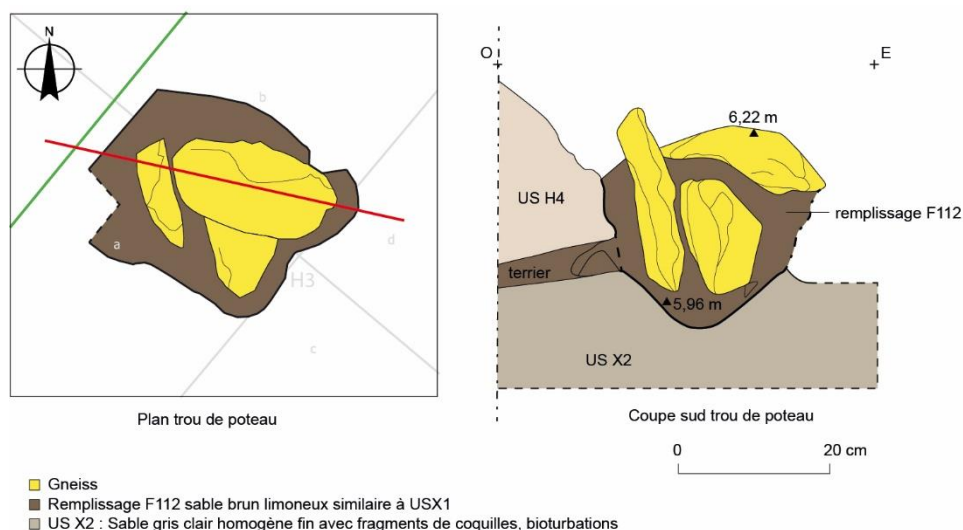 N
b
a
d
H3
c
Plan trou de poteau
O
E
6,22 m
US H4
remplissage F112
terrier
5,96 m
US X2
Coupe sud trou de poteau
0
20 cm
Gneiss
Remplissage F112 sable brun limoneux similaire à USX1
US X2 : Sable gris clair homogène fin avec fragments de coquilles, bioturbations